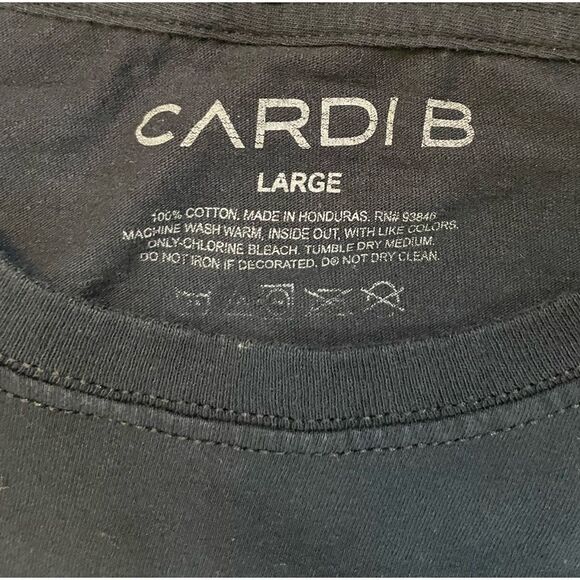 CARDI B
LARGE
100% COTTON. MADE IN HONDURAS. RN# 93846
MACHINE WASH WARM, INSIDE OUT, WITH LIKE COLORS.
ONLY-CHLORINE BLEACH. TUMBLE DRY MEDIUM.
DO NOT IRON IF DECORATED. DO NOT DRY CLEAN.